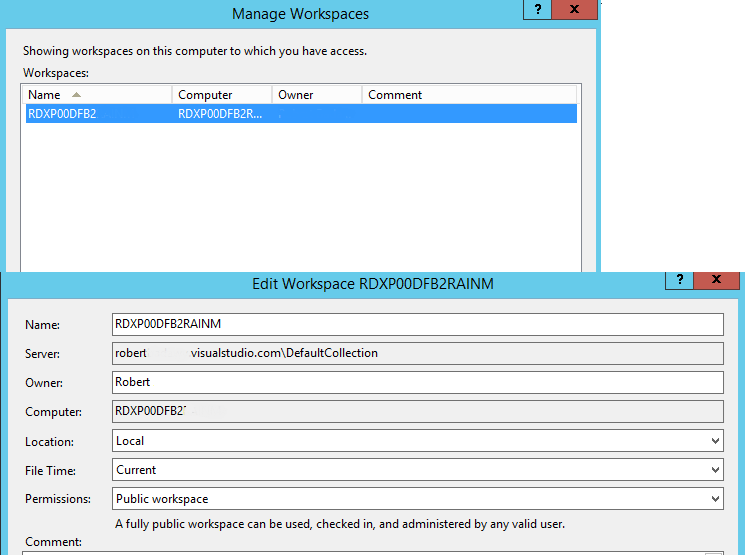 Manage Workspaces
?
x
Showing workspaces on this computer to which you have access.
Workspaces:
Name Computer Owner Comment
RDXP00DFB2 RDXP00DFB2R...
Edit Workspace RDXP00DFB2RAINM
?
x
Name: RDXP00DFB2RAINM
Server: robert visualstudio.com\DefaultCollection
Owner: Robert
Computer: RDXP00DFB2
Location: Local
File Time: Current
Permissions: Public workspace
A fully public workspace can be used, checked in, and administered by any valid user.
Comment: